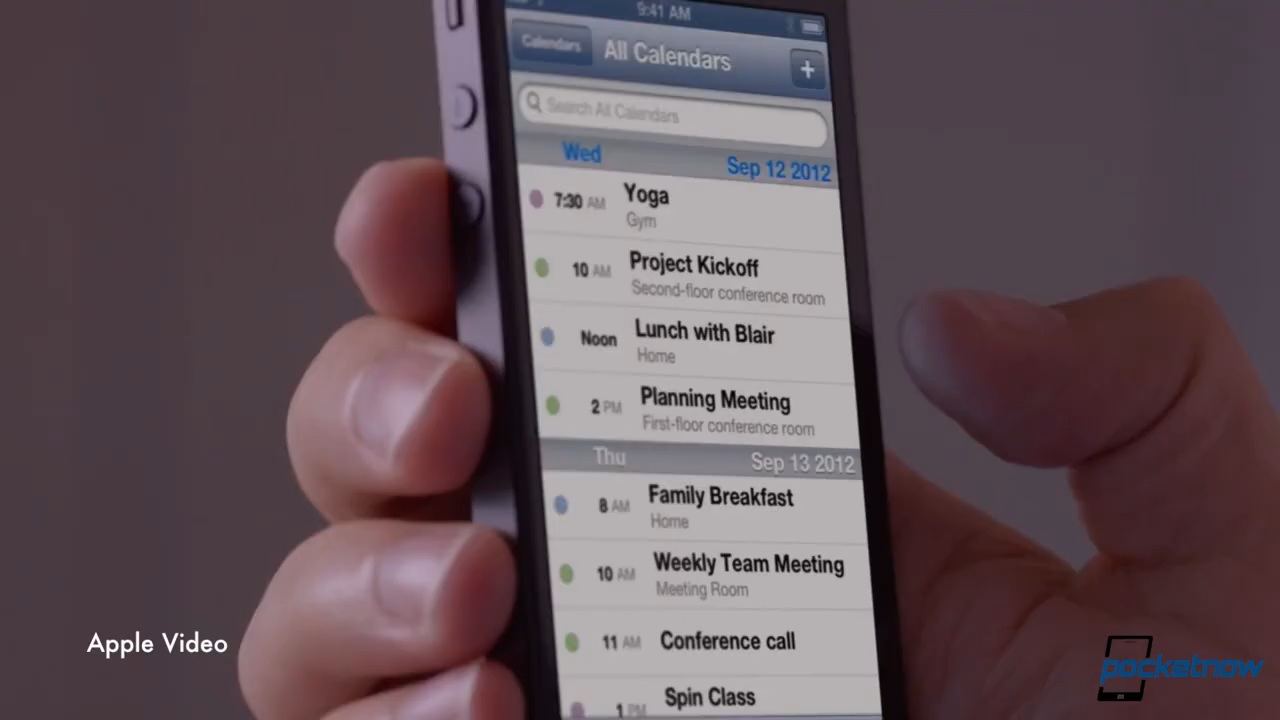 9:41 AM
Calendars
All Calendars
+
Search All Calendars
Wed
Sep 12 2012
7:30 AM
Yoga
Gym
10 AM
Project Kickoff
Second-floor conference room
Noon
Lunch with Blair
Home
2 PM
Planning Meeting
First-floor conference room
Thu
Sep 13 2012
8 AM
Family Breakfast
Home
10 AM
Weekly Team Meeting
Meeting Room
11 AM
Conference call
1 PM
Spin Class
Apple Video
pocketnow